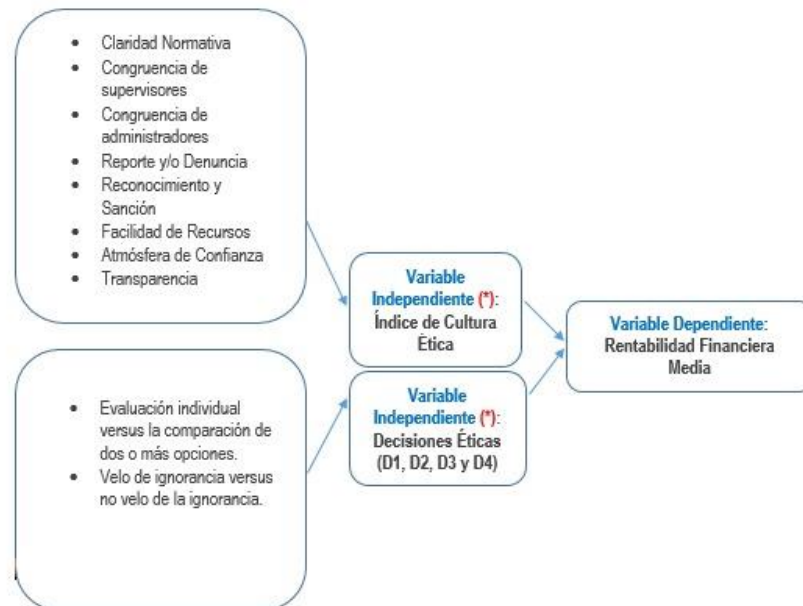 • Claridad Normativa
• Congruencia de
supervisores
• Congruencia de
administradores
• Reporte y/o Denuncia
• Reconocimiento y
Sanción
• Facilidad de Recursos
• Atmósfera de Confianza
• Transparencia
Variable
Independiente (*):
Índice de Cultura
Ética
Variable Dependiente:
Rentabilidad Financiera
Media
• Evaluación individual
versus la comparación de
dos o más opciones.
• Velo de ignorancia versus
no velo de la ignorancia.
Variable
Independiente (*):
Decisiones Éticas
(D1, D2, D3 y D4)